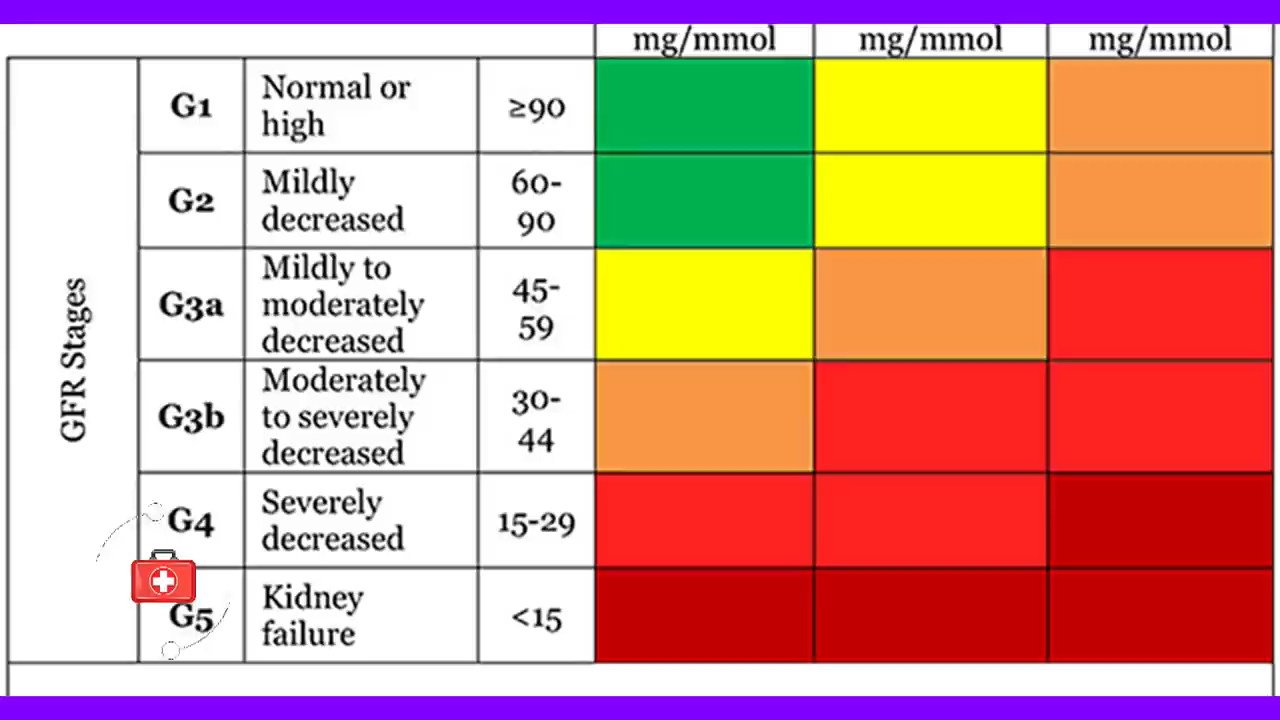 mg/mmol mg/mmol mg/mmol
GFR Stages
G1 Normal or high ≥90
G2 Mildly decreased 60-90
G3a Mildly to moderately decreased 45-59
G3b Moderately to severely decreased 30-44
G4 Severely decreased 15-29
G5 Kidney failure <15